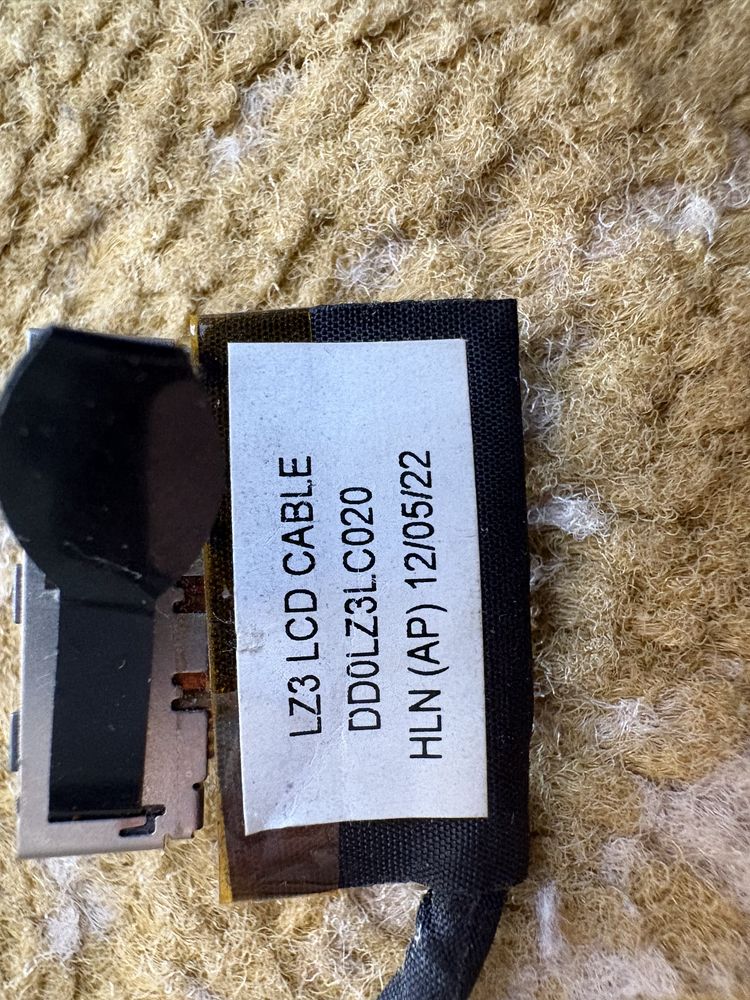 LZ3 LCD CABLE
DD0LZ3LC020
HLN (AP) 12/05/22